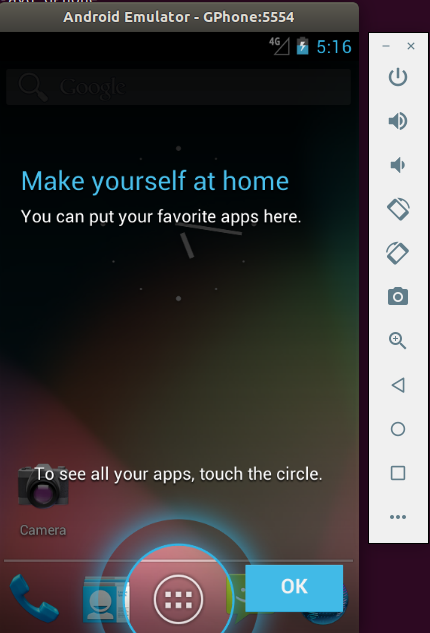 Android Emulator - GPhone:5554
4G 5:16
Google
Make yourself at home
You can put your favorite apps here.
To see all your apps, touch the circle.
Camera
OK